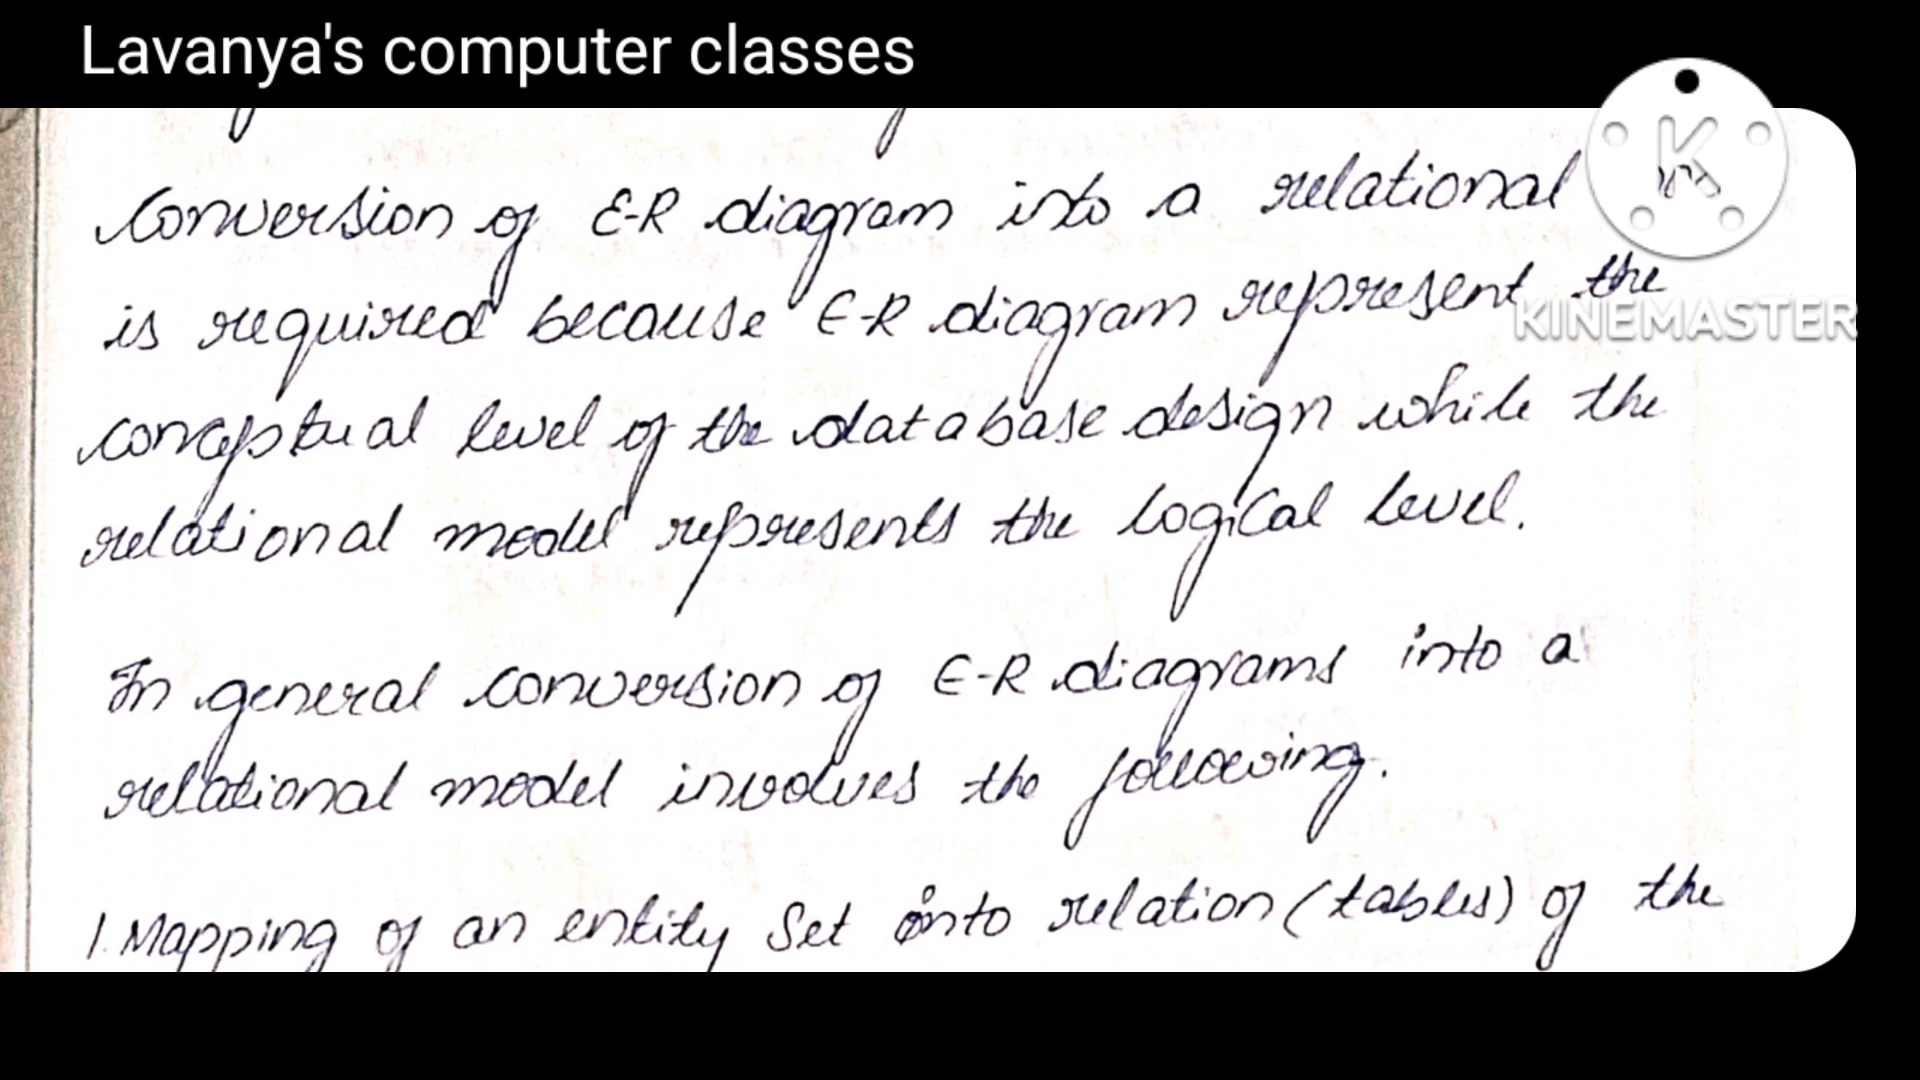 Lavanya's computer classes
Conversion of E-R diagram into a relational
K
is required because E-R diagram represent the
KINEMASTER
conceptual level of the database design while the
relational model represents the logical level.
In general conversion of E-R diagrams into a
relational model involves the following.
1. Mapping of an entity Set into relation (tables) of the